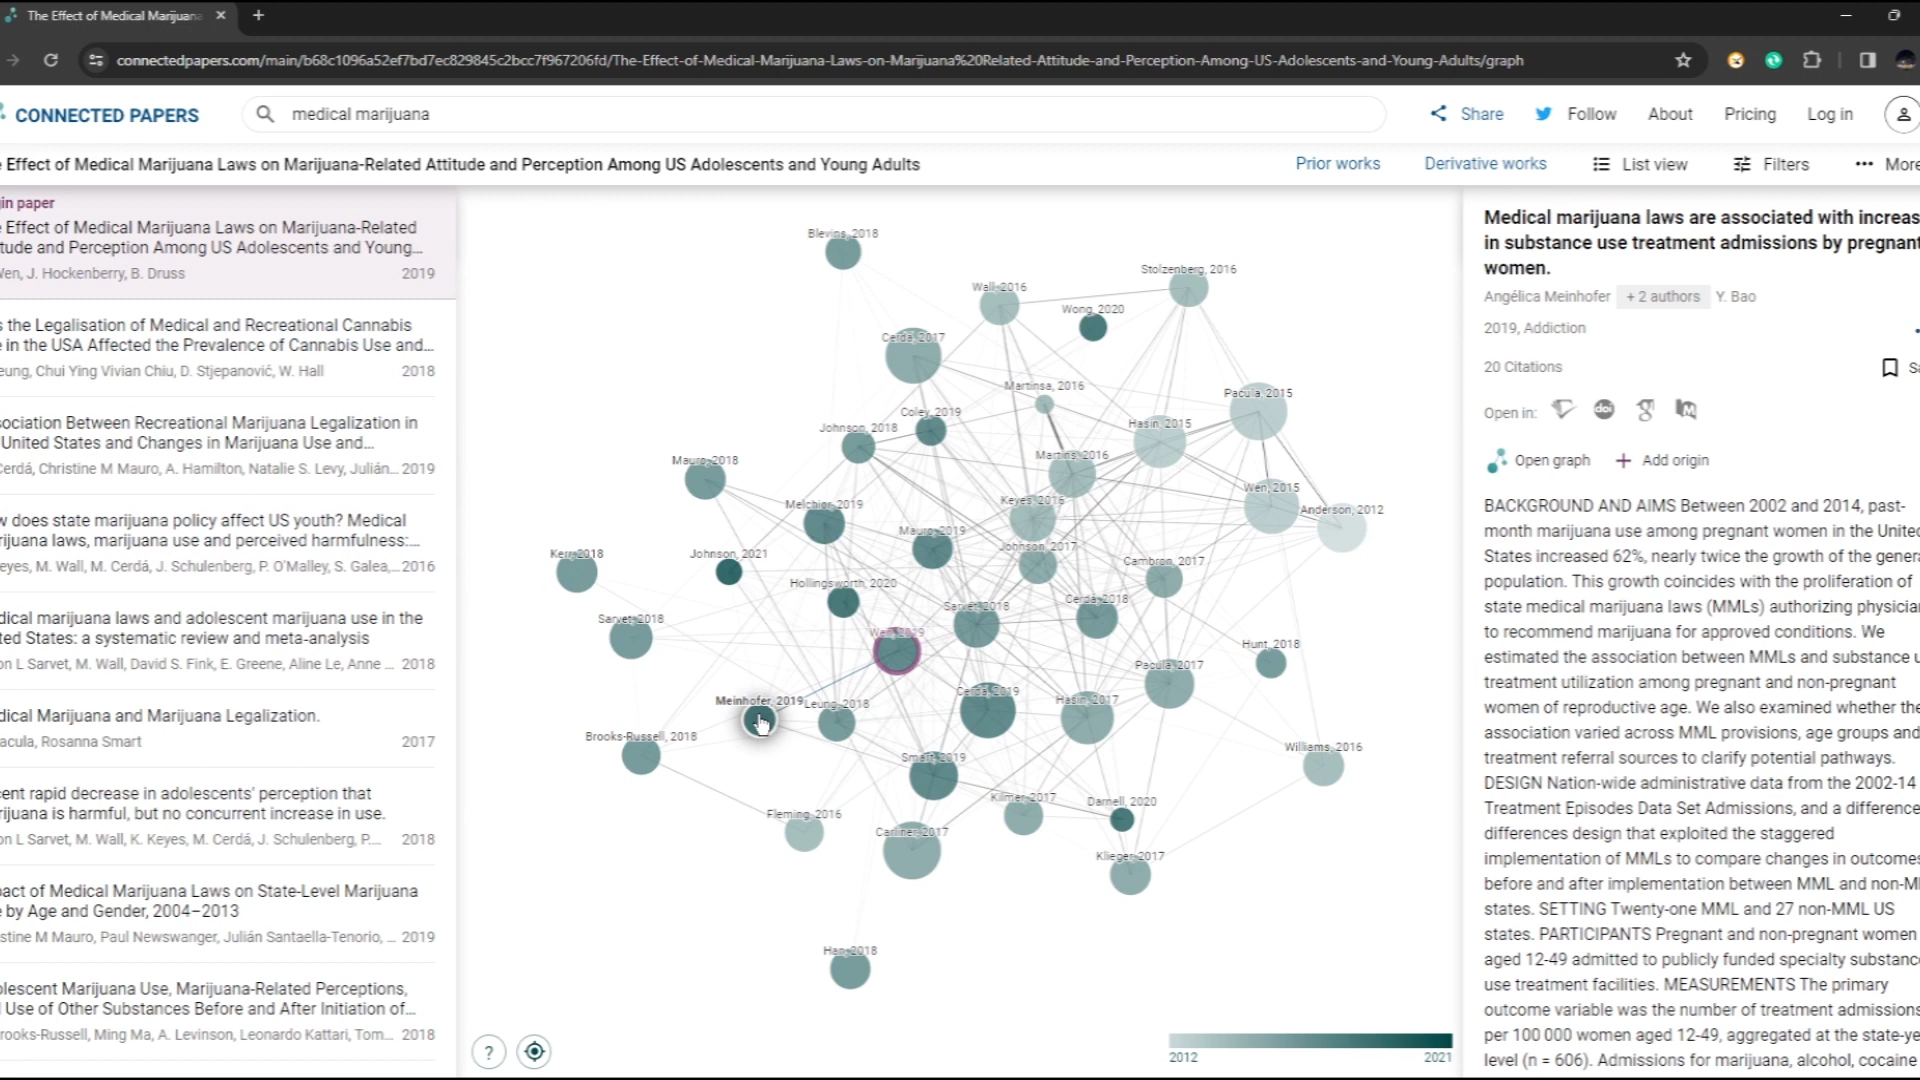 The Effect of Medical Marijuana
connectedpapers.com/main/b68c1096a52ef7bd7ec829845c2bcc7f967206fd/The-Effect-of-Medical-Marijuana-Laws-on-Marijuana%20Related-Attitude-and-Perception-Among-US-Adolescents-and-Young-Adults/graph
CONNECTED PAPERS
medical marijuana
Share
Follow
About
Pricing
Log in
Effect of Medical Marijuana Laws on Marijuana-Related Attitude and Perception Among US Adolescents and Young Adults
Prior works
Derivative works
List view
Filters
More
in paper
Effect of Medical Marijuana Laws on Marijuana-Related
tude and Perception Among US Adolescents and Young...
Wen, J. Hockenberry, B. Druss 2019
s the Legalisation of Medical and Recreational Cannabis
e in the USA Affected the Prevalence of Cannabis Use and...
eung, Chui Ying Vivian Chiu, D. Stjepanović, W. Hall 2018
sociation Between Recreational Marijuana Legalization in
United States and Changes in Marijuana Use and...
Cerdá, Christine M Mauro, A. Hamilton, Natalie S. Levy, Julián... 2019
w does state marijuana policy affect US youth? Medical
rijuana laws, marijuana use and perceived harmfulness:...
eyes, M. Wall, M. Cerdá, J. Schulenberg, P. O'Malley, S. Galea,... 2016
dical marijuana laws and adolescent marijuana use in the
ted States: a systematic review and meta-analysis
on L Sarvet, M. Wall, David S. Fink, E. Greene, Aline Le, Anne ... 2018
dical Marijuana and Marijuana Legalization.
acula, Rosanna Smart 2017
cent rapid decrease in adolescents' perception that
rijuana is harmful, but no concurrent increase in use.
on L Sarvet, M. Wall, K. Keyes, M. Cerdá, J. Schulenberg, P.... 2018
pact of Medical Marijuana Laws on State-Level Marijuana
e by Age and Gender, 2004–2013
stine M Mauro, Paul Newswanger, Julián Santaella-Tenorio, ... 2019
olescent Marijuana Use, Marijuana-Related Perceptions,
Use of Other Substances Before and After Initiation of...
rooks-Russell, Ming Ma, A. Levinson, Leonardo Kattari, Tom... 2018
Blevins, 2018
Stolzenberg, 2016
Wall, 2016
Wong, 2020
Cerdá, 2017
Martinsa, 2016
Pacula, 2015
Coley, 2019
Johnson, 2018
Hasin, 2015
Mauro, 2018
Martins, 2016
Wen, 2015
Keyes, 2016
Melchior, 2019
Anderson, 2012
Mauro, 2019
Johnson, 2017
Kerr, 2018
Johnson, 2021
Cambron, 2017
Hollingsworth, 2020
Cerdá, 2018
Sarvet, 2018
Sarvet, 2018
Wen, 2019
Hunt, 2018
Pacula, 2017
Cerdá, 2019
Hasin, 2017
Meinhofer, 2019
Leung, 2018
Brooks-Russell, 2018
Williams, 2016
Smart, 2019
Kilmer, 2017
Darnell, 2020
Fleming, 2016
Carliner, 2017
Klieger, 2017
Han, 2018
?
2012
2021
Medical marijuana laws are associated with increas
in substance use treatment admissions by pregnant
women.
Angélica Meinhofer + 2 authors Y. Bao
2019, Addiction
20 Citations
Sa
Open in:
doi
Open graph
Add origin
BACKGROUND AND AIMS Between 2002 and 2014, past-
month marijuana use among pregnant women in the United
States increased 62%, nearly twice the growth of the genera
population. This growth coincides with the proliferation of
state medical marijuana laws (MMLs) authorizing physician
to recommend marijuana for approved conditions. We
estimated the association between MMLs and substance u
treatment utilization among pregnant and non-pregnant
women of reproductive age. We also examined whether the
association varied across MML provisions, age groups and
treatment referral sources to clarify potential pathways.
DESIGN Nation-wide administrative data from the 2002-14
Treatment Episodes Data Set Admissions, and a difference
differences design that exploited the staggered
implementation of MMLs to compare changes in outcomes
before and after implementation between MML and non-MM
states. SETTING Twenty-one MML and 27 non-MML US
states. PARTICIPANTS Pregnant and non-pregnant women
aged 12-49 admitted to publicly funded specialty substance
use treatment facilities. MEASUREMENTS The primary
outcome variable was the number of treatment admissions
per 100 000 women aged 12-49, aggregated at the state-ye
level (n = 606). Admissions for marijuana, alcohol, cocaine